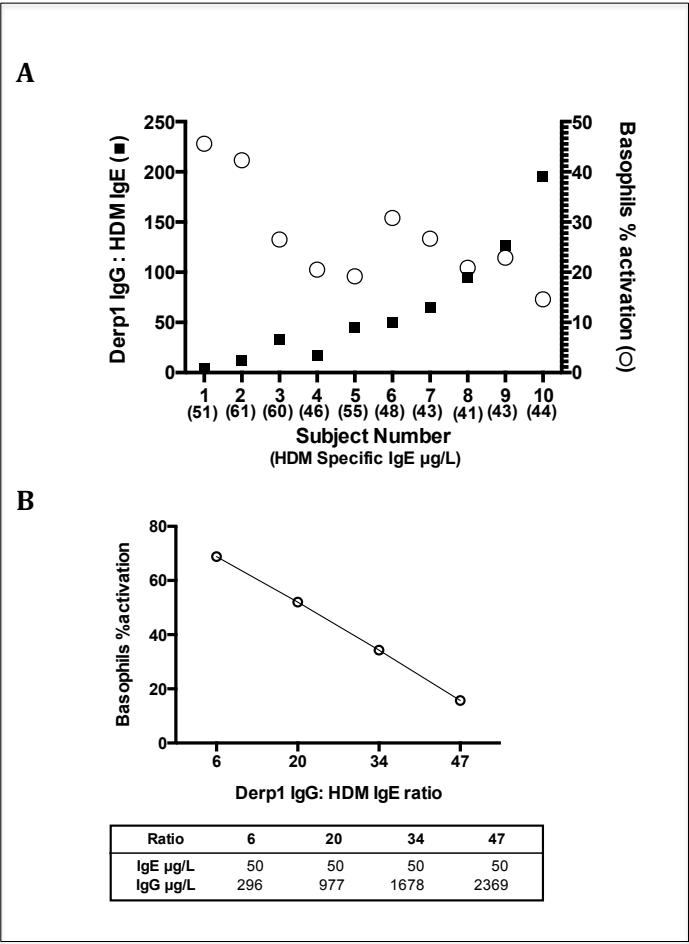 A
Derp1 IgG : HDM IgE (■)
250
200
150
100
50
0
50
40
30
20
10
0
Basophils % activation (○)
1 2 3 4 5 6 7 8 9 10
(51) (61) (60) (46) (55) (48) (43) (41) (43) (44)
Subject Number
(HDM Specific IgE µg/L)
B
Basophils %activation
80
60
40
20
0
6 20 34 47
Derp1 IgG: HDM IgE ratio
Ratio 6 20 34 47
IgE µg/L 50 50 50 50
IgG µg/L 296 977 1678 2369